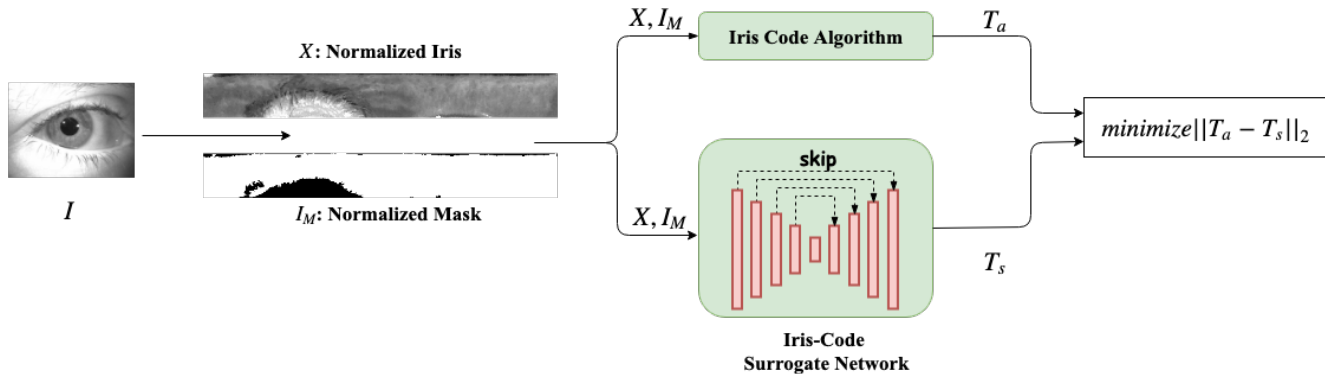 I
X: Normalized Iris
I_M: Normalized Mask
X, I_M
Iris Code Algorithm
T_a
X, I_M
skip
Iris-Code
Surrogate Network
T_s
minimize||T_a − T_s||_2